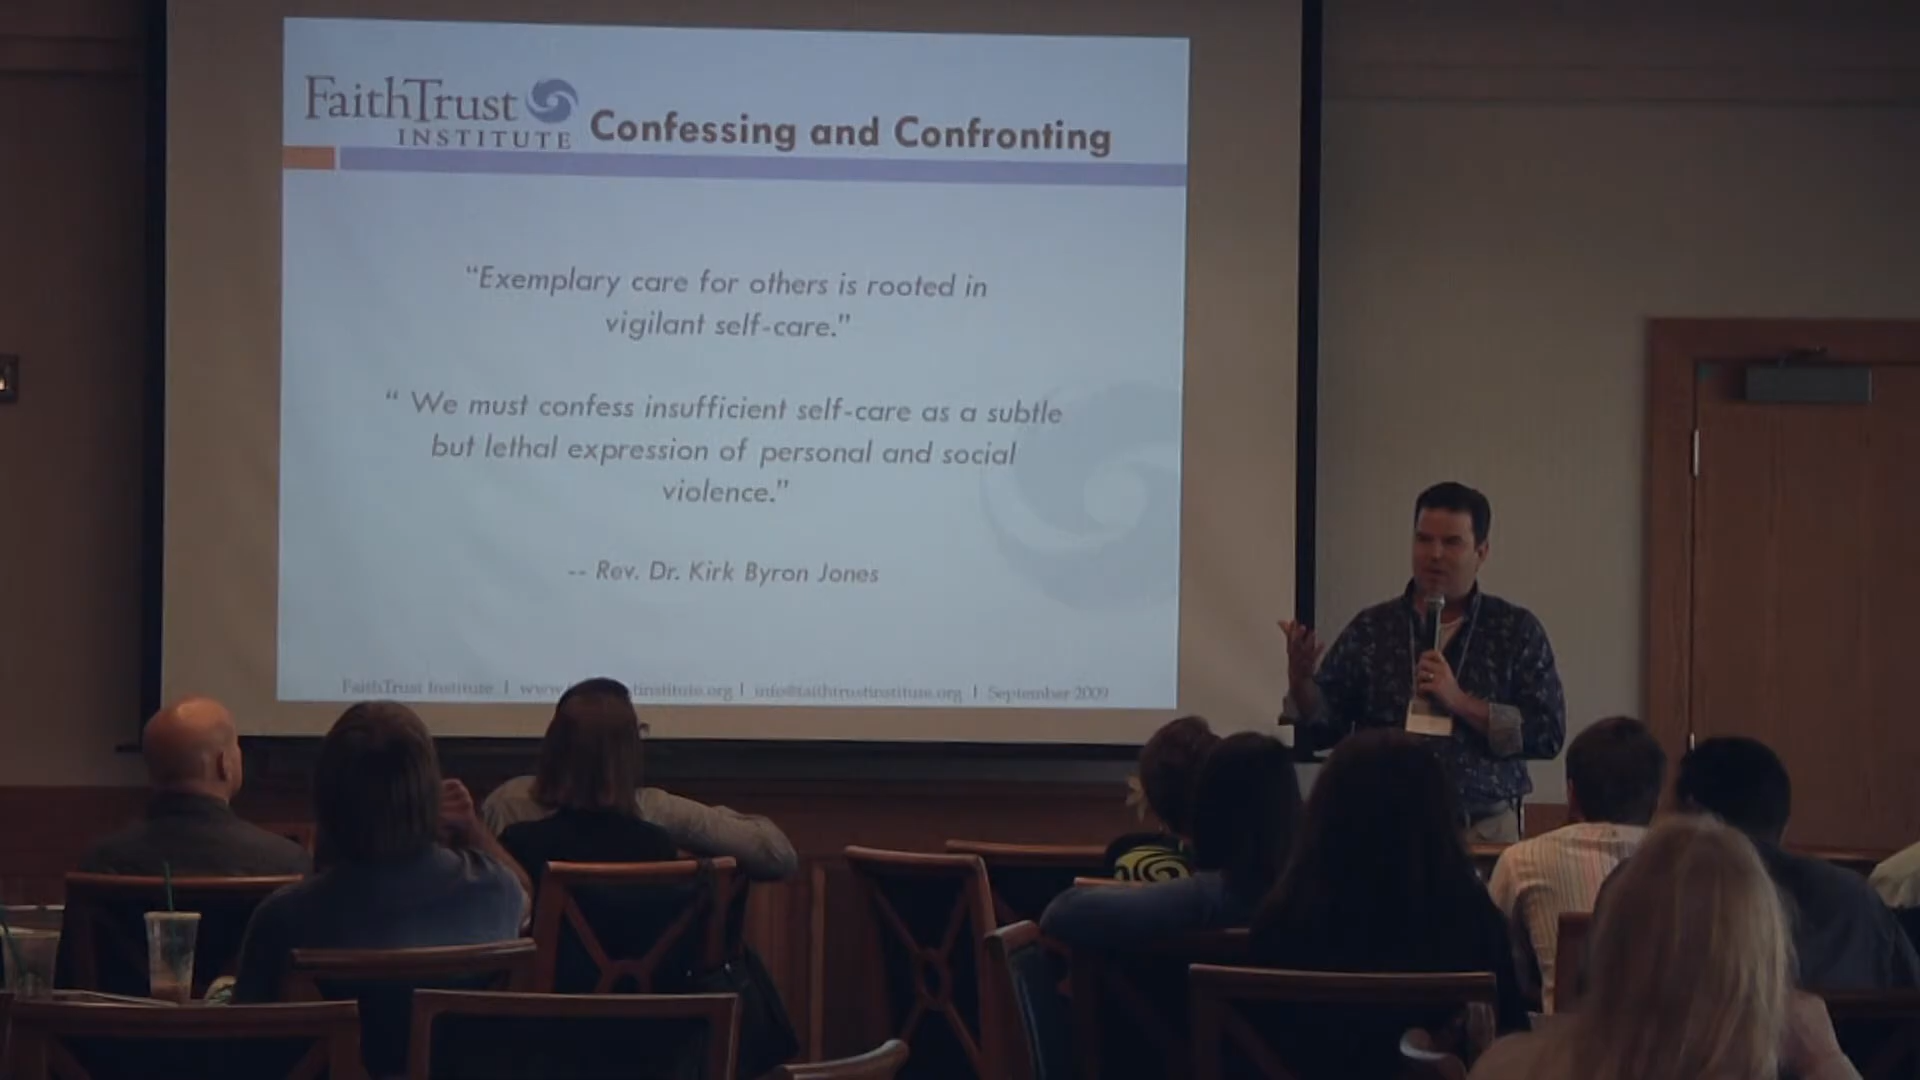 FaithTrust
INSTITUTE
Confessing and Confronting
“Exemplary care for others is rooted in
vigilant self-care.”
“ We must confess insufficient self-care as a subtle
but lethal expression of personal and social
violence.”
-- Rev. Dr. Kirk Byron Jones
FaithTrust Institute | www. tinstitute.org | info@faithtrustinstitute.org | September 2009